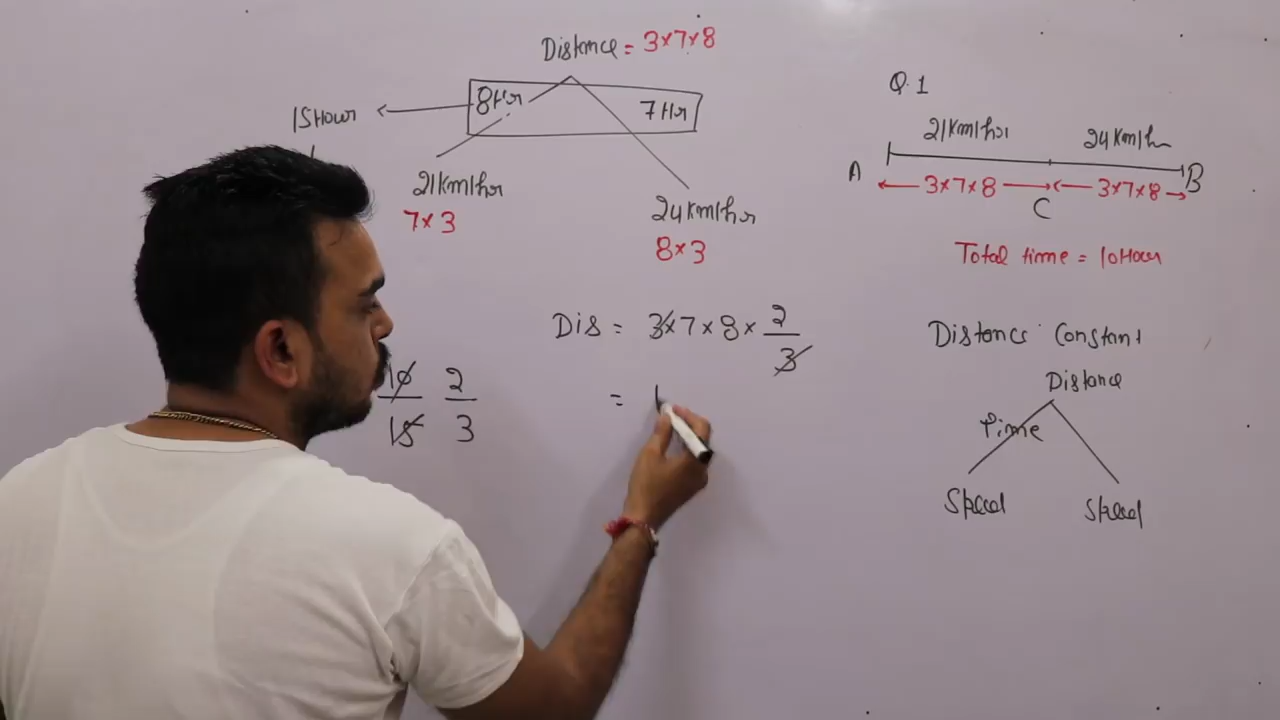 Distance = 3×7×8
8Hr 7Hr
15Hour
21km/hr
7×3
24km/hr
8×3
Dis = 3×7×8×2/3
=
10/15 2/3
Q.1
21km/hr 24km/hr
A 3×7×8 3×7×8 B
C
Total time = 10Hour
Distance Constant
Distance
Time
Speed Speed